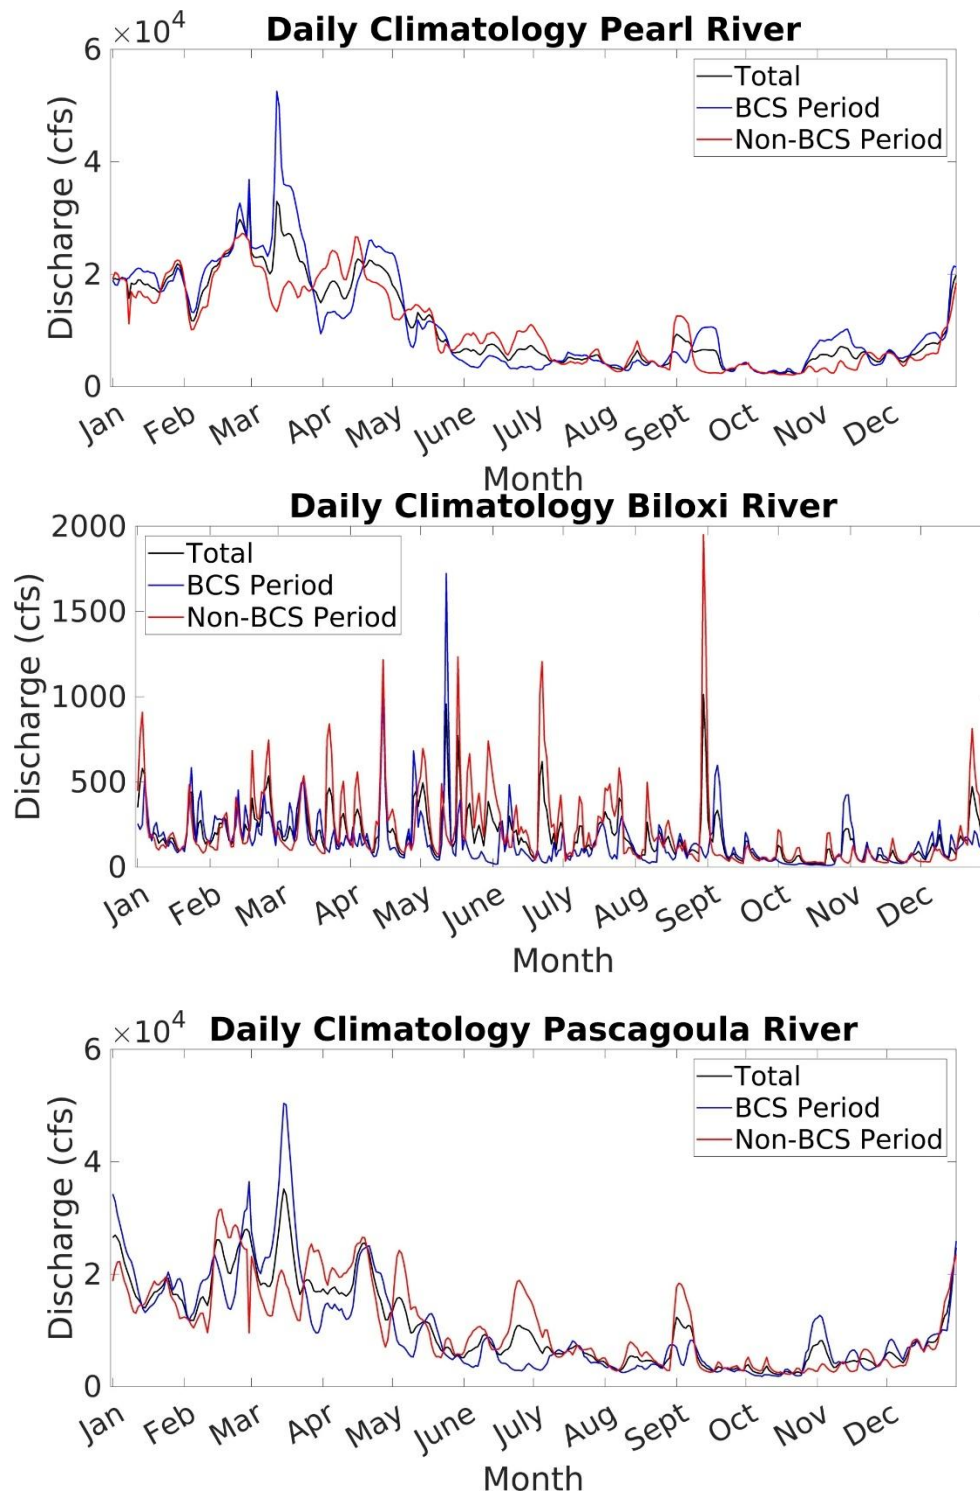 ×10⁴
Daily Climatology Pearl River
6
4
2
0
Discharge (cfs)
Total
BCS Period
Non-BCS Period
Jan Feb Mar Apr May June July Aug Sept Oct Nov Dec
Month
Daily Climatology Biloxi River
2000
1500
1000
500
0
Discharge (cfs)
Total
BCS Period
Non-BCS Period
Jan Feb Mar Apr May June July Aug Sept Oct Nov Dec
Month
×10⁴
Daily Climatology Pascagoula River
6
4
2
0
Discharge (cfs)
Total
BCS Period
Non-BCS Period
Jan Feb Mar Apr May June July Aug Sept Oct Nov Dec
Month